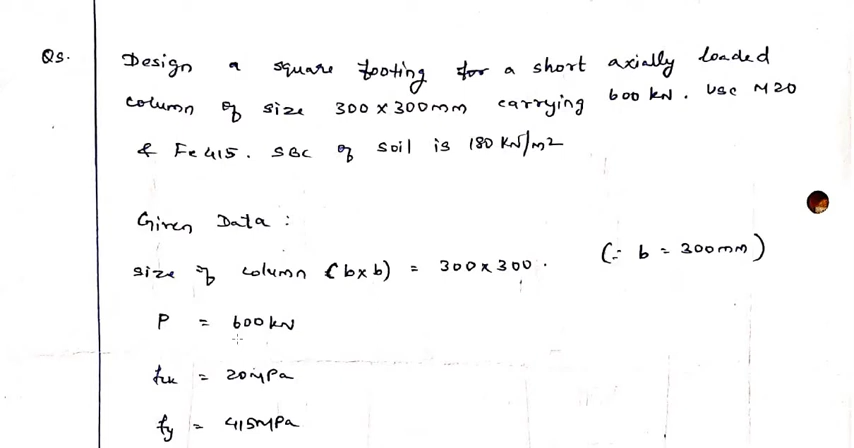 Q3. Design a square footing for a short axially loaded
column of size 300 x 300mm carrying 600 kN. Use M20
& Fe 415. SBC of soil is 180 KN/m2
Given Data :
size of column (b x b) = 300 x 300. (∵ b = 300mm)
P = 600 kN
fck = 20MPa
fy = 415MPa